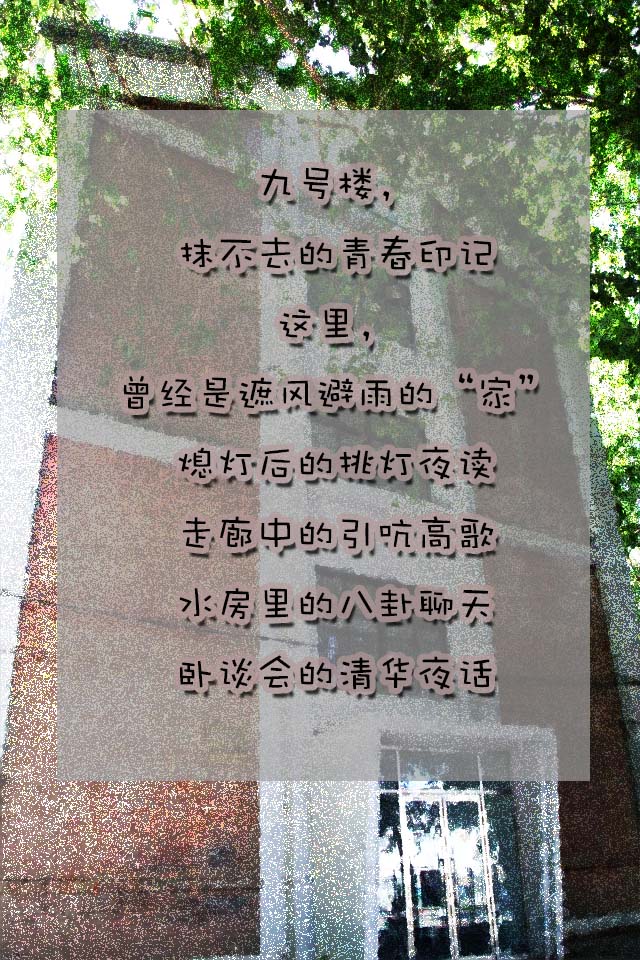 九号楼，
抹不去的青春印记
这里，
曾经是遮风避雨的“家”
熄灯后的挑灯夜读
走廊中的引吭高歌
水房里的八卦聊天
卧谈会的清华夜话